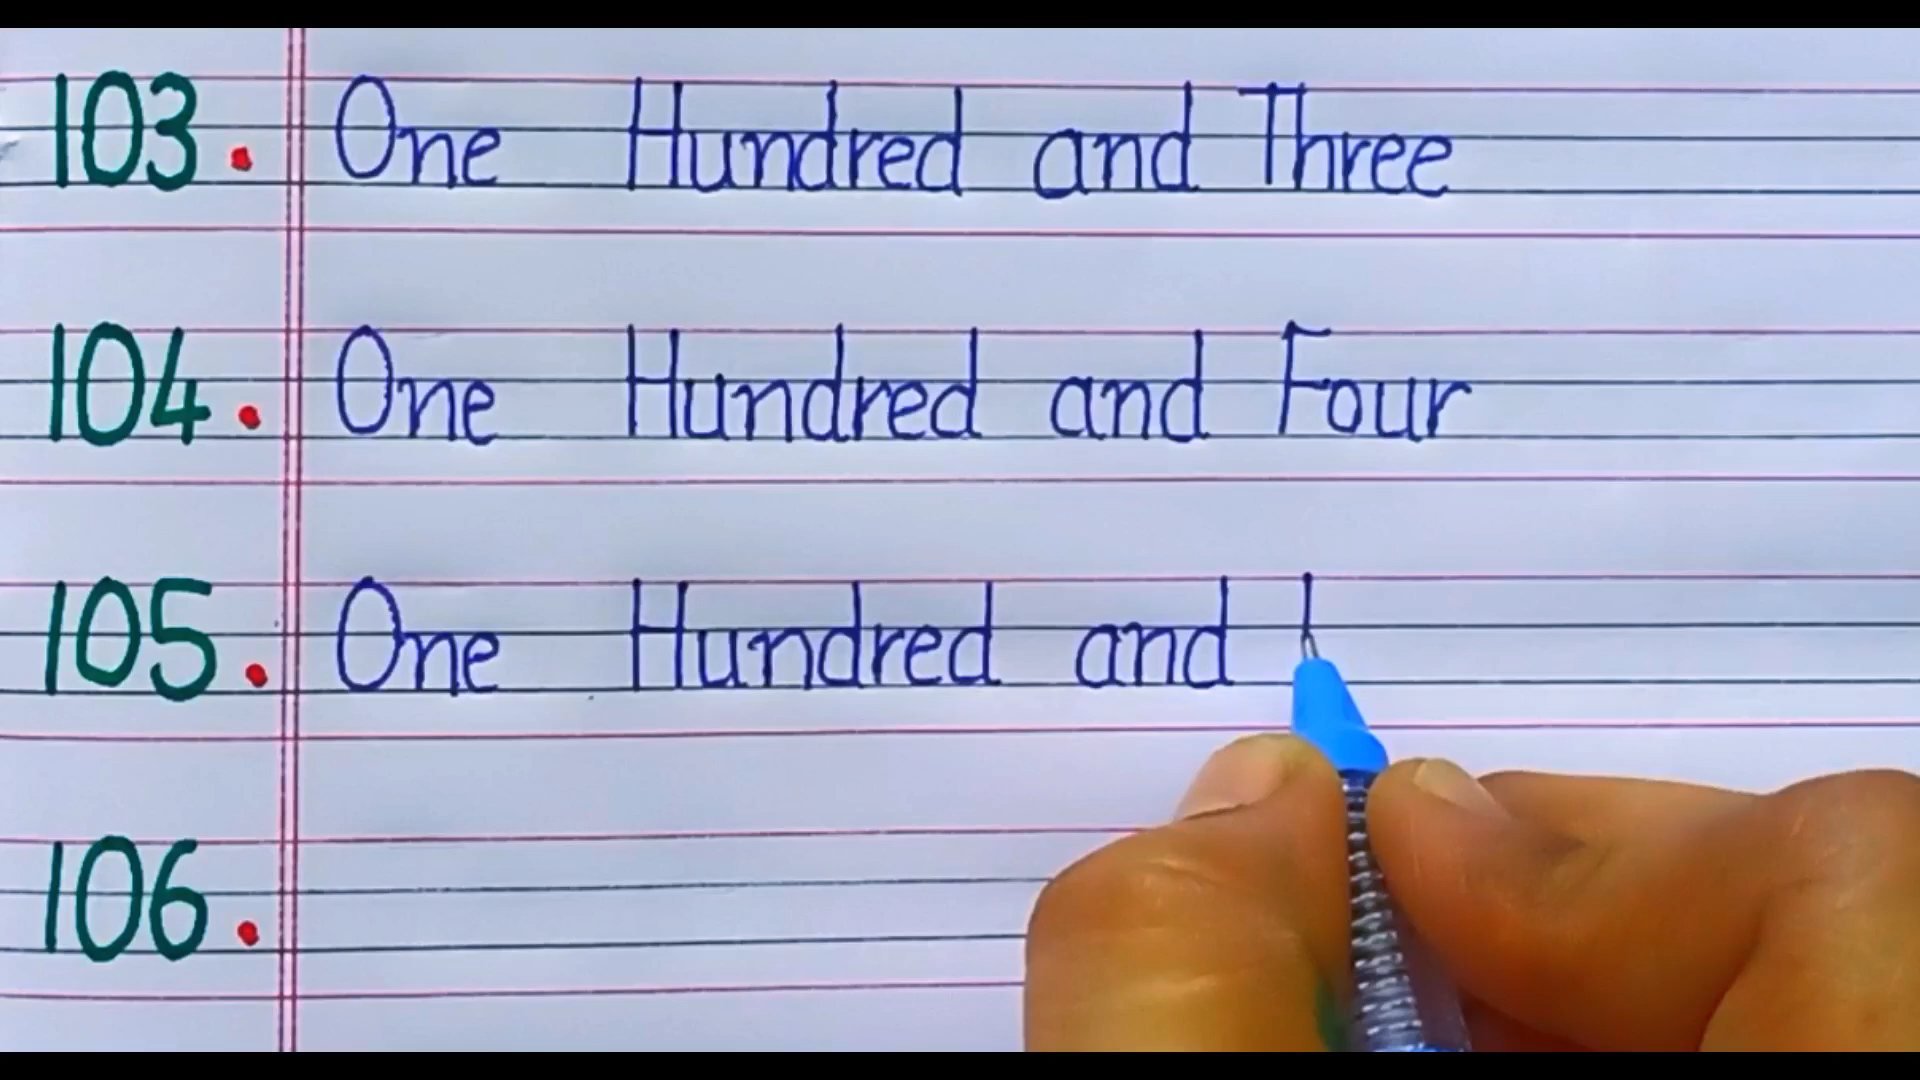 103. One Hundred and Three
104. One Hundred and Four
105. One Hundred and
106.